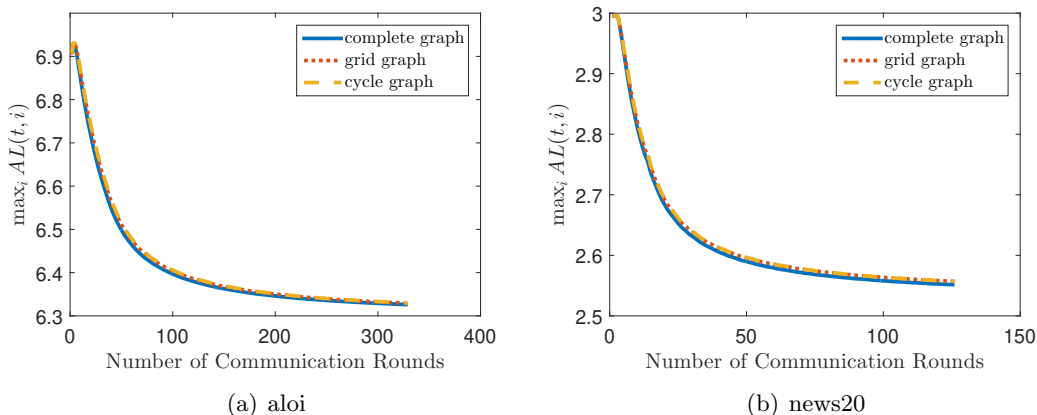 complete graph
grid graph
cycle graph
6.9
6.8
6.7
6.6
6.5
6.4
6.3
0
100
200
300
400
max_i AL(t, i)
Number of Communication Rounds
(a) aloi
complete graph
grid graph
cycle graph
3
2.9
2.8
2.7
2.6
2.5
0
50
100
150
max_i AL(t, i)
Number of Communication Rounds
(b) news20